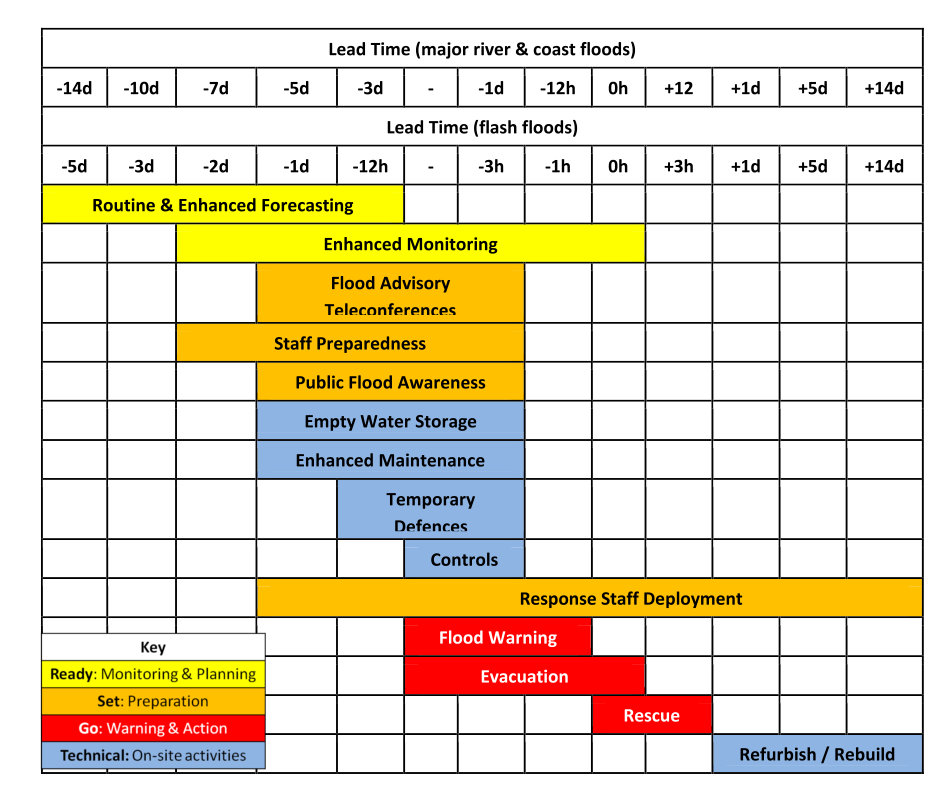 Lead Time (major river & coast floods)
-14d -10d -7d -5d -3d - -1d -12h 0h +12 +1d +5d +14d
Lead Time (flash floods)
-5d -3d -2d -1d -12h - -3h -1h 0h +3h +1d +5d +14d
Routine & Enhanced Forecasting
Enhanced Monitoring
Flood Advisory
Teleconferences
Staff Preparedness
Public Flood Awareness
Empty Water Storage
Enhanced Maintenance
Temporary
Defences
Controls
Response Staff Deployment
Flood Warning
Evacuation
Rescue
Refurbish / Rebuild
Key
Ready: Monitoring & Planning
Set: Preparation
Go: Warning & Action
Technical: On-site activities